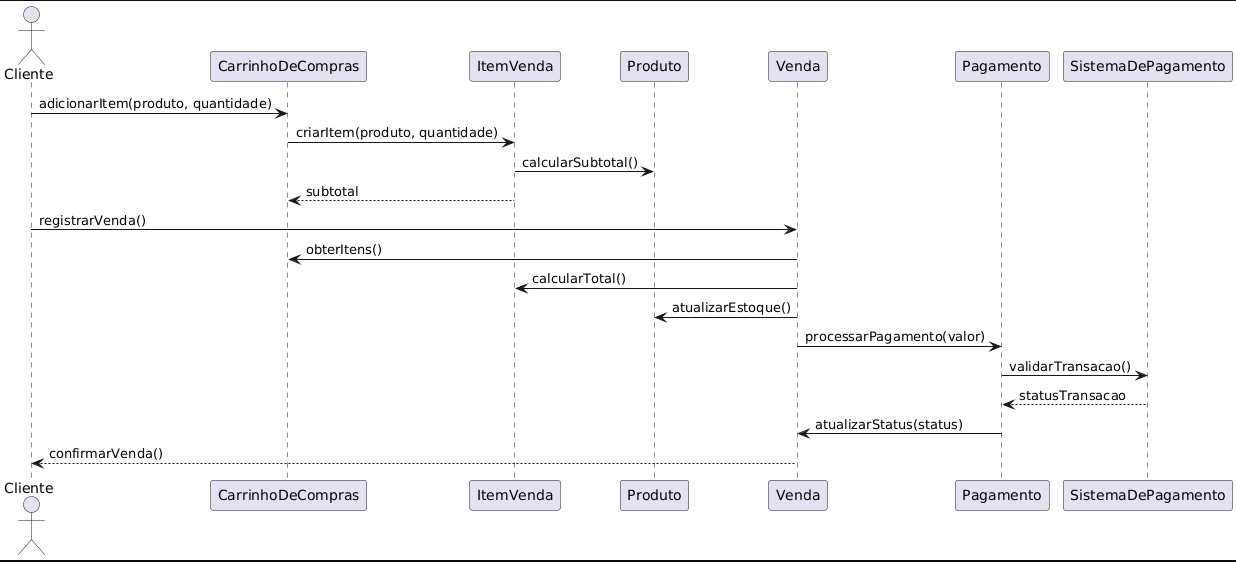 Cliente
CarrinhoDeCompras
ItemVenda
Produto
Venda
Pagamento
SistemaDePagamento
adicionarItem(produto, quantidade)
criarItem(produto, quantidade)
calcularSubtotal()
subtotal
registrarVenda()
obterItens()
calcularTotal()
atualizarEstoque()
processarPagamento(valor)
validarTransacao()
statusTransacao
atualizarStatus(status)
confirmarVenda()
Cliente
CarrinhoDeCompras
ItemVenda
Produto
Venda
Pagamento
SistemaDePagamento